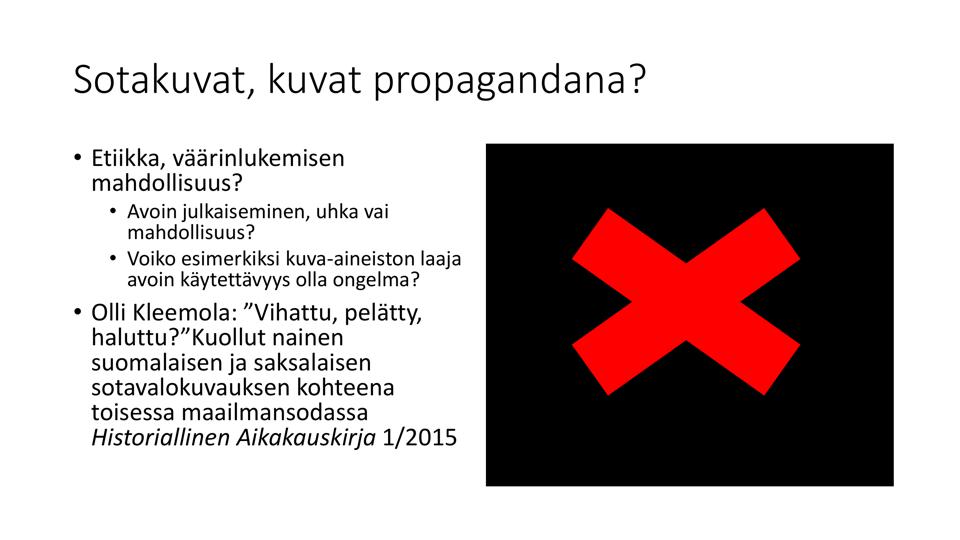 Sotakuvat, kuvat propagandana?
• Etiikka, väärinlukemisen
mahdollisuus?
• Avoin julkaiseminen, uhka vai
mahdollisuus?
• Voiko esimerkiksi kuva-aineiston laaja
avoin käytettävyys olla ongelma?
• Olli Kleemola: ”Vihattu, pelätty,
haluttu?”Kuollut nainen
suomalaisen ja saksalaisen
sotavalokuvauksen kohteena
toisessa maailmansodassa
Historiallinen Aikakauskirja 1/2015